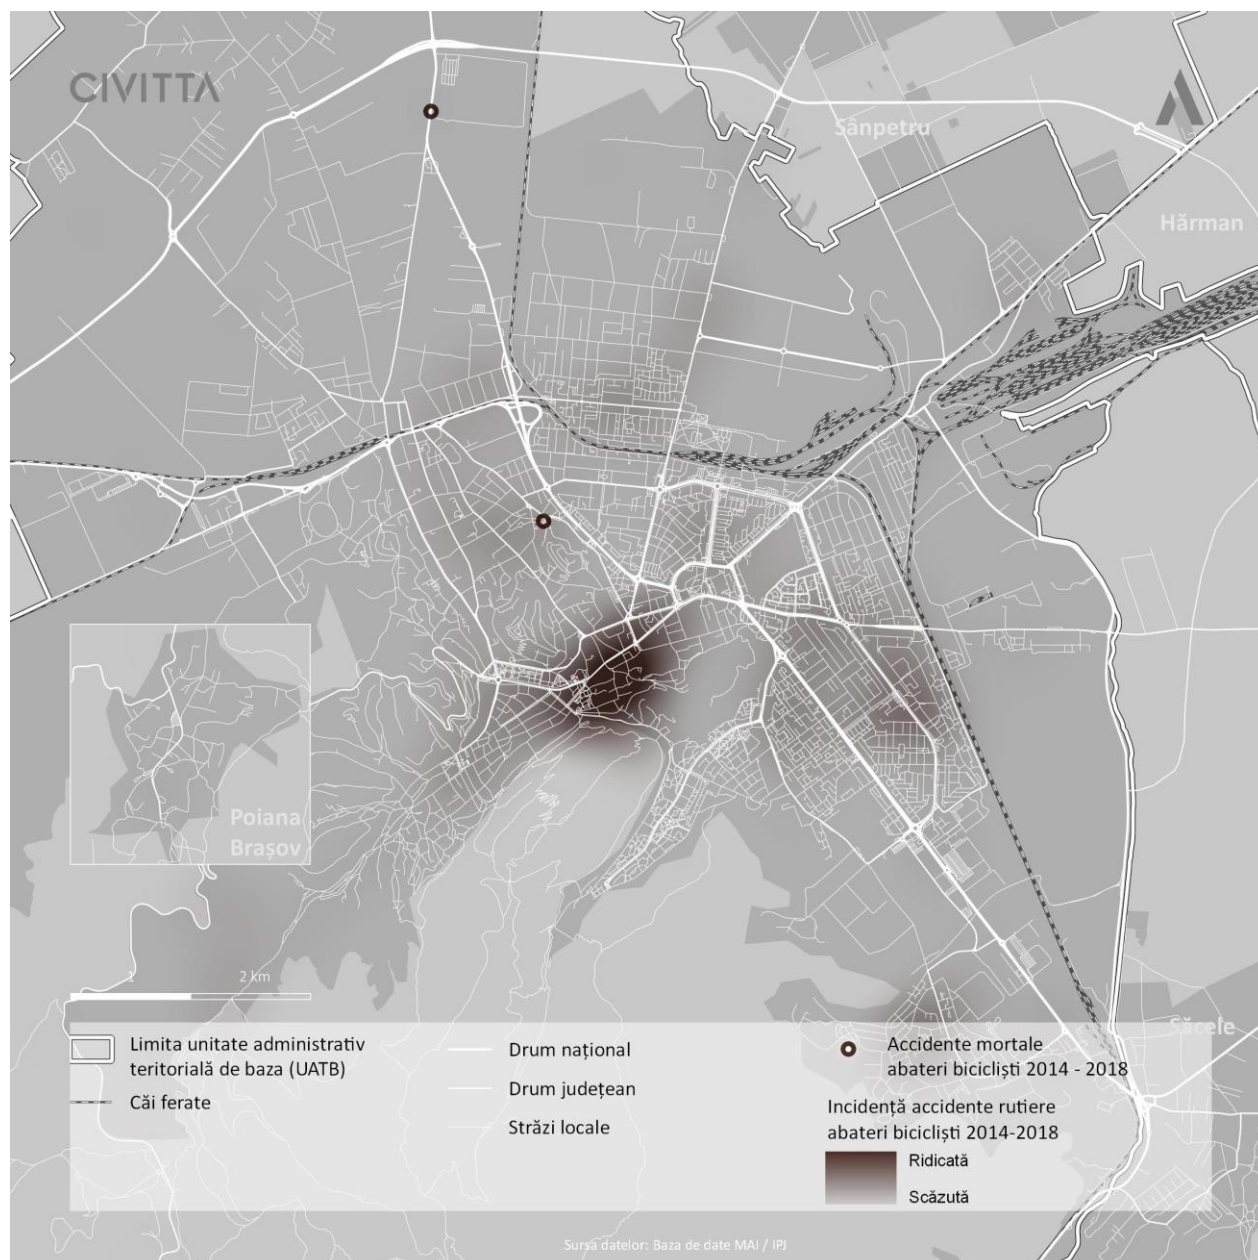 CIVITTA
Sânpetru
Hărman
Poiana
Brașov
1
2 km
Săcele
Limita unitate administrativ
teritorială de baza (UATB)
Căi ferate
Drum național
Drum județean
Străzi locale
Accidente mortale
abateri bicicliști 2014 - 2018
Incidență accidente rutiere
abateri bicicliști 2014-2018
Ridicată
Scăzută
Sursa datelor: Baza de date MAI / IPJ